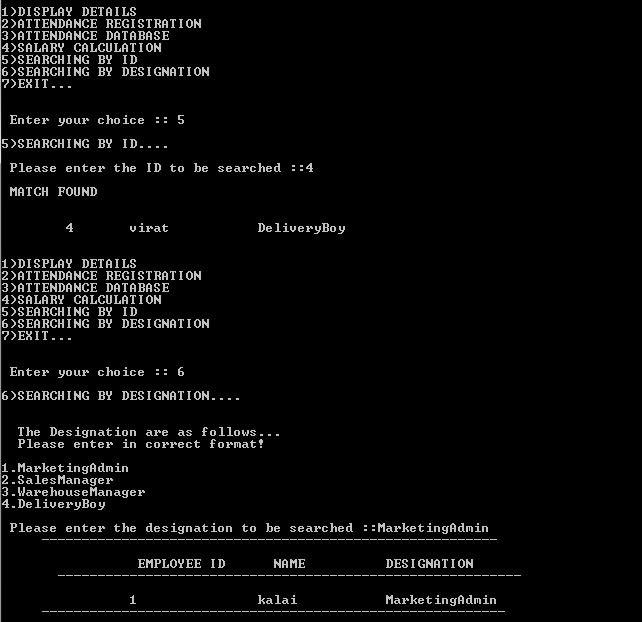 1)DISPLAY DETAILS
2)ATTENDANCE REGISTRATION
3)ATTENDANCE DATABASE
4)SALARY CALCULATION
5)SEARCHING BY ID
6)SEARCHING BY DESIGNATION
7)EXIT...
Enter your choice :: 5
5)SEARCHING BY ID....
Please enter the ID to be searched ::4
MATCH FOUND
4 virat DeliveryBoy
1)DISPLAY DETAILS
2)ATTENDANCE REGISTRATION
3)ATTENDANCE DATABASE
4)SALARY CALCULATION
5)SEARCHING BY ID
6)SEARCHING BY DESIGNATION
7)EXIT...
Enter your choice :: 6
6)SEARCHING BY DESIGNATION....
The Designation are as follows...
Please enter in correct format!
1.MarketingAdmin
2.SalesManager
3.WarehouseManager
4.DeliveryBoy
Please enter the designation to be searched ::MarketingAdmin
EMPLOYEE ID NAME DESIGNATION
1 kalai MarketingAdmin